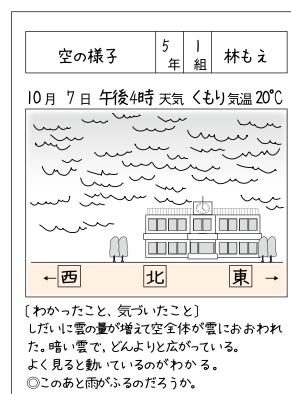 空の様子 5年 1組 林もえ
10月 7日 午後4時 天気 くもり 気温 20℃
←西 北 東→
〔わかったこと、気づいたこと〕
しだいに雲の量が増えて空全体が雲におおわれ
た。暗い雲で，どんよりと広がっている。
よく見ると動いているのがわかる。
◎このあと雨がふるのだろうか。